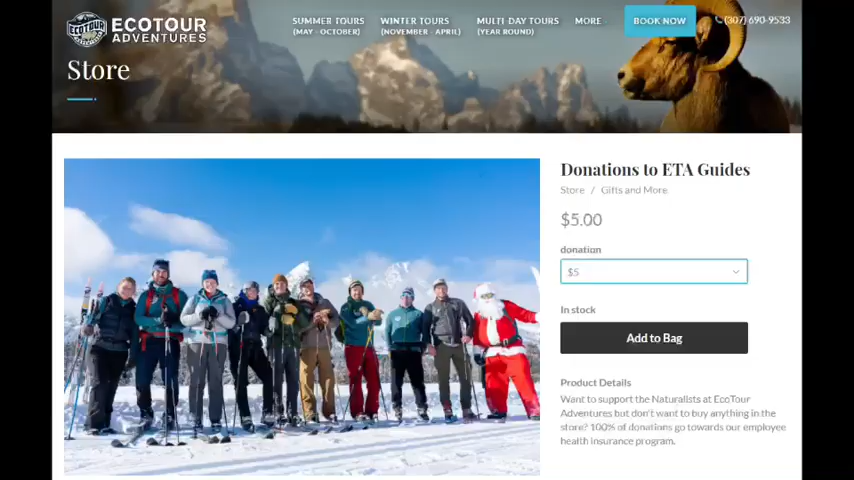 ECOTOUR
ADVENTURES
SUMMER TOURS
(MAY - OCTOBER)
WINTER TOURS
(NOVEMBER - APRIL)
MULTI-DAY TOURS
(YEAR ROUND)
MORE
BOOK NOW
(307) 690-9533
ECOTOUR
Store
Donations to ETA Guides
Store / Gifts and More
$5.00
donation
$5
In stock
Add to Bag
Product Details
Want to support the Naturalists at EcoTour
Adventures but don't want to buy anything in the
store? 100% of donations go towards our employee
health insurance program.